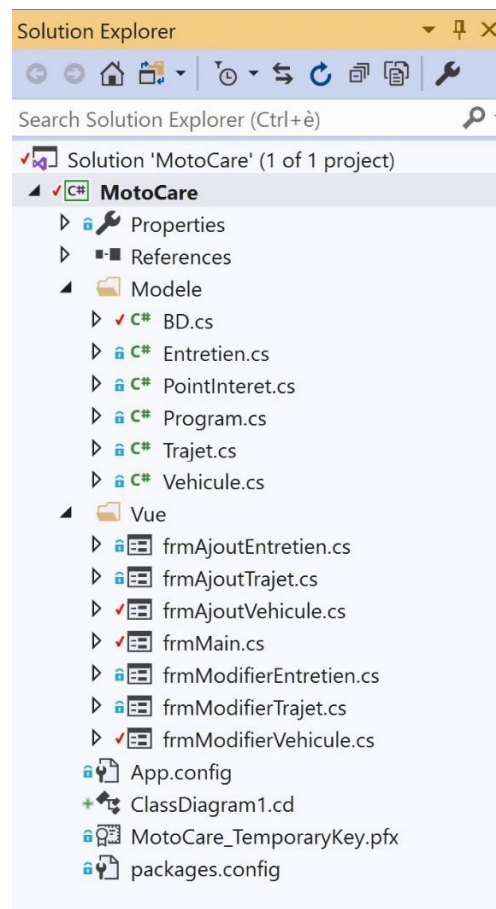 Solution Explorer
Search Solution Explorer (Ctrl+è)
Solution 'MotoCare' (1 of 1 project)
C# MotoCare
Properties
References
Modele
C# BD.cs
C# Entretien.cs
C# PointInteret.cs
C# Program.cs
C# Trajet.cs
C# Vehicule.cs
Vue
frmAjoutEntretien.cs
frmAjoutTrajet.cs
frmAjoutVehicule.cs
frmMain.cs
frmModifierEntretien.cs
frmModifierTrajet.cs
frmModifierVehicule.cs
App.config
ClassDiagram1.cd
MotoCare_TemporaryKey.pfx
packages.config